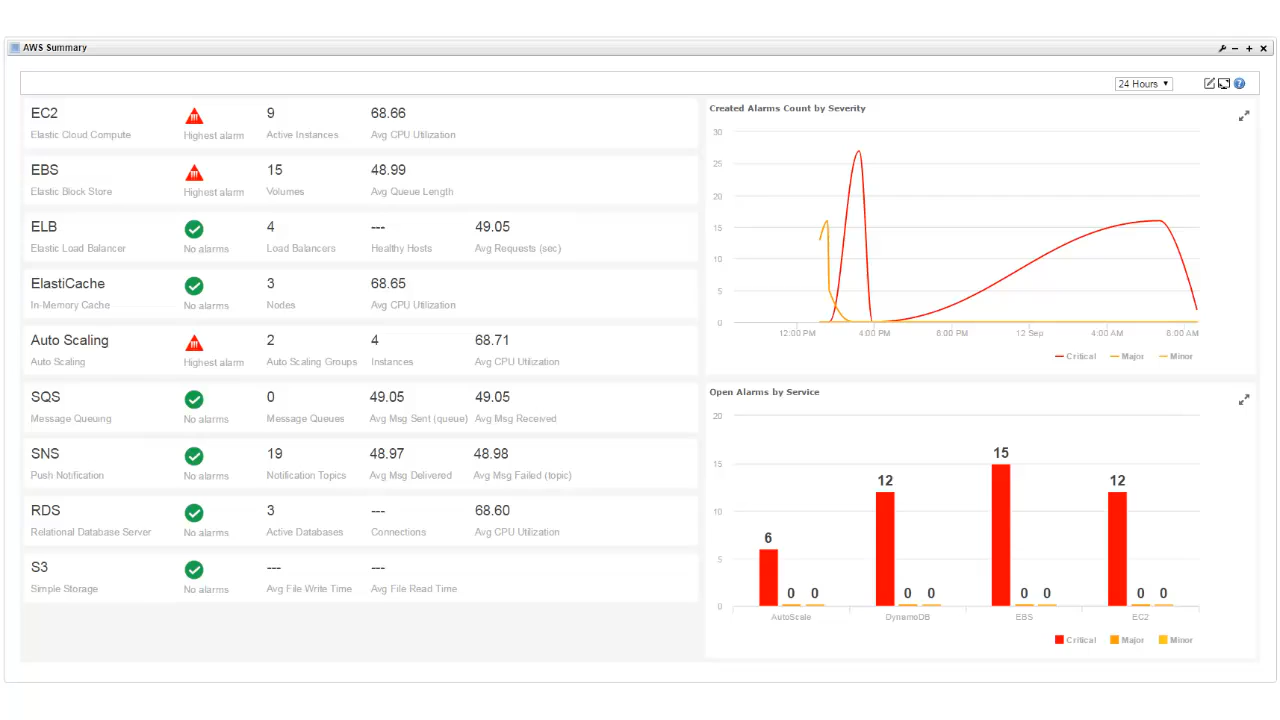 AWS Summary
24 Hours
EC2
Elastic Cloud Compute
Highest alarm
9
Active Instances
68.66
Avg CPU Utilization
EBS
Elastic Block Store
Highest alarm
15
Volumes
48.99
Avg Queue Length
ELB
Elastic Load Balancer
No alarms
4
Load Balancers
---
Healthy Hosts
49.05
Avg Requests (sec)
ElastiCache
In-Memory Cache
No alarms
3
Nodes
68.65
Avg CPU Utilization
Auto Scaling
Auto Scaling
Highest alarm
2
Auto Scaling Groups
4
Instances
68.71
Avg CPU Utilization
SQS
Message Queuing
No alarms
0
Message Queues
49.05
Avg Msg Sent (queue)
49.05
Avg Msg Received
SNS
Push Notification
No alarms
19
Notification Topics
48.97
Avg Msg Delivered
48.98
Avg Msg Failed (topic)
RDS
Relational Database Server
No alarms
3
Active Databases
---
Connections
68.60
Avg CPU Utilization
S3
Simple Storage
No alarms
---
Avg File Write Time
---
Avg File Read Time
Created Alarms Count by Severity
30
25
20
15
10
5
0
12:00 PM 4:00 PM 6:00 PM 12 Sep 4:00 AM 6:00 AM
Critical Major Minor
Open Alarms by Service
20
15
10
5
0
6 0 0
12 0 0
15 0 0
12 0 0
AutoScale DynamoDB EBS EC2
Critical Major Minor